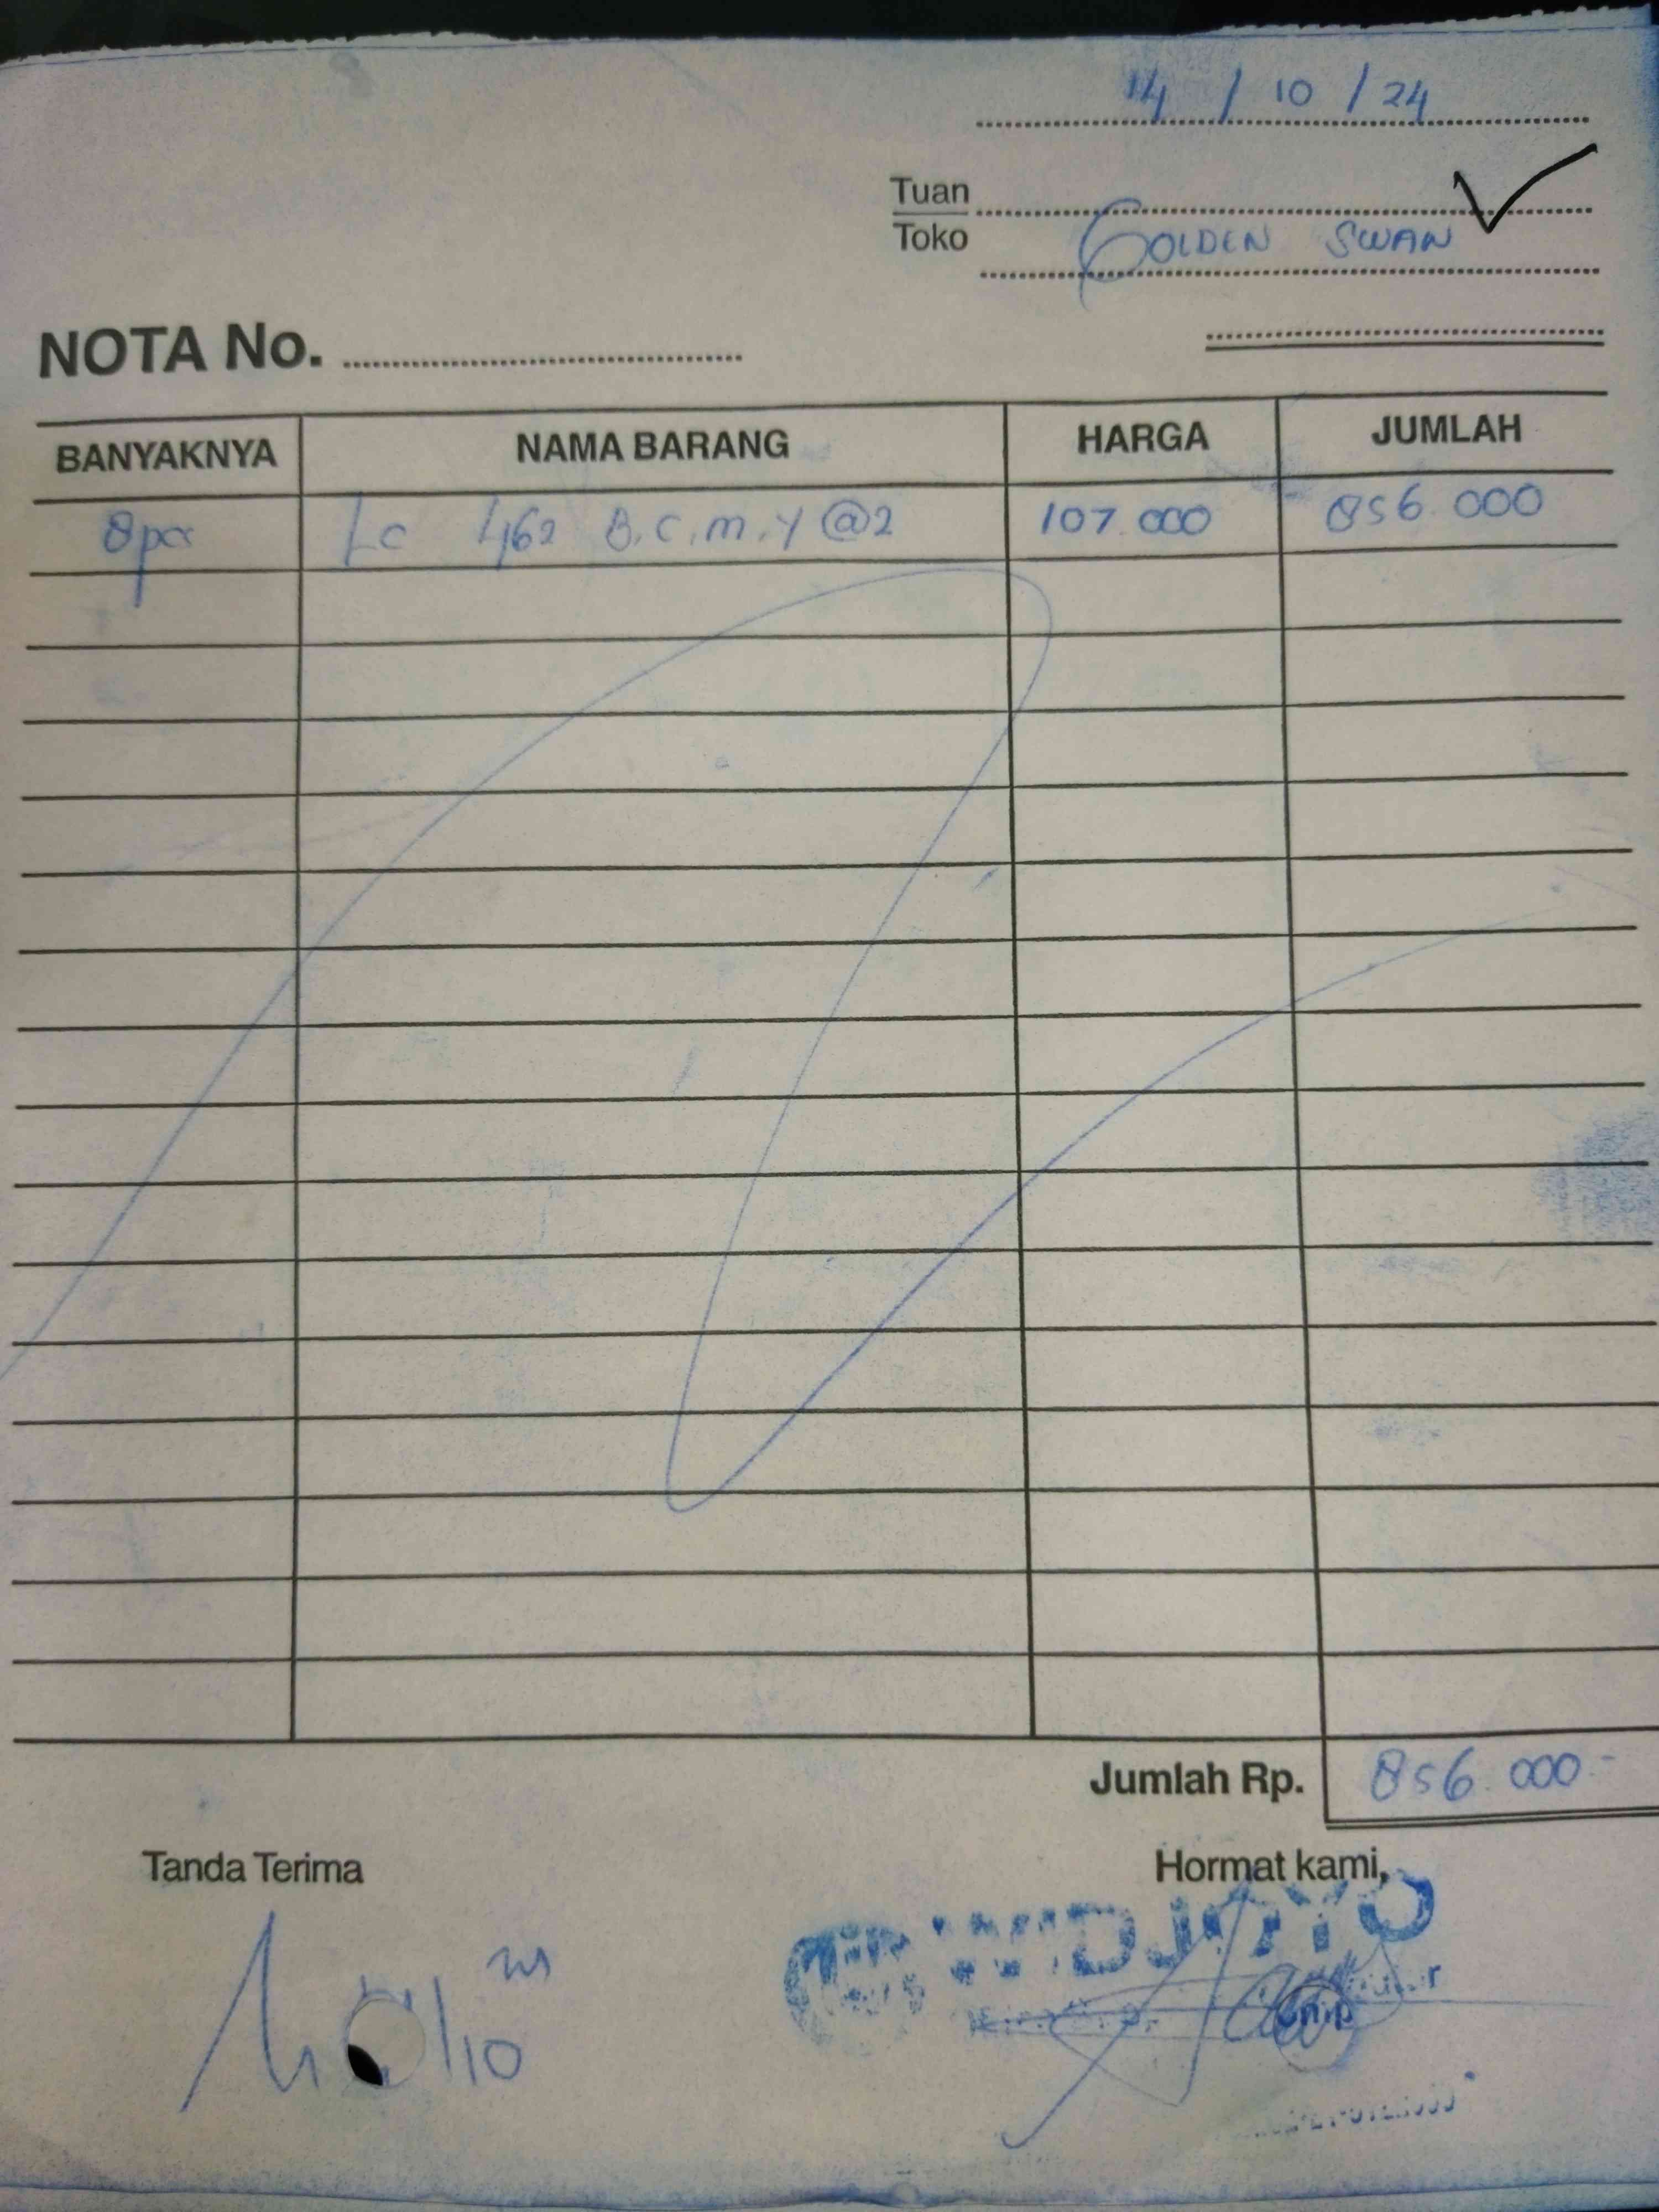 14 / 10 / 24
Tuan
Toko GOLDEN SWAN
NOTA No.
BANYAKNYA NAMA BARANG HARGA JUMLAH
8pcs Lc 462 B.C.M.Y @2 107.000 856.000
Jumlah Rp. 856.000-
Tanda Terima Hormat kami,
WIDJOYO